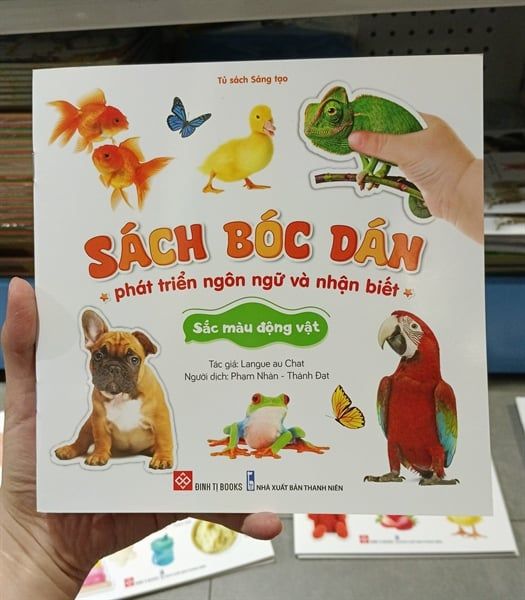 Tủ sách Sáng tạo
SÁCH BÓC DÁN
phát triển ngôn ngữ và nhận biết
Sắc màu động vật
Tác giả: Langue au Chat
Người dịch: Phạm Nhàn - Thành Đạt
ĐINH TỊ BOOKS
NHÀ XUẤT BẢN THANH NIÊN